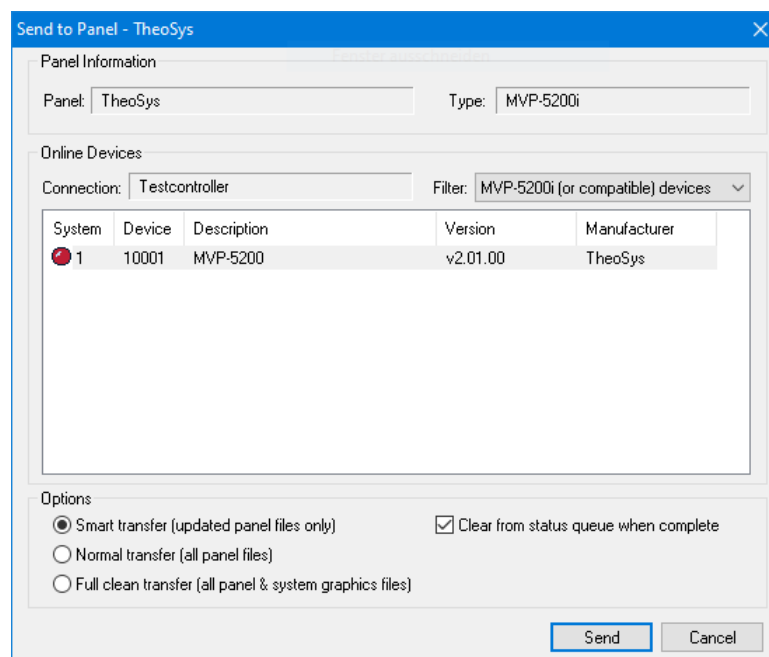 Send to Panel - TheoSys
Fenster ausschneiden
Panel Information
Panel: TheoSys Type: MVP-5200i
Online Devices
Connection: Testcontroller Filter: MVP-5200i (or compatible) devices
System Device Description Version Manufacturer
1 10001 MVP-5200 v2.01.00 TheoSys
Options
Smart transfer (updated panel files only) Clear from status queue when complete
Normal transfer (all panel files)
Full clean transfer (all panel & system graphics files)
Send Cancel